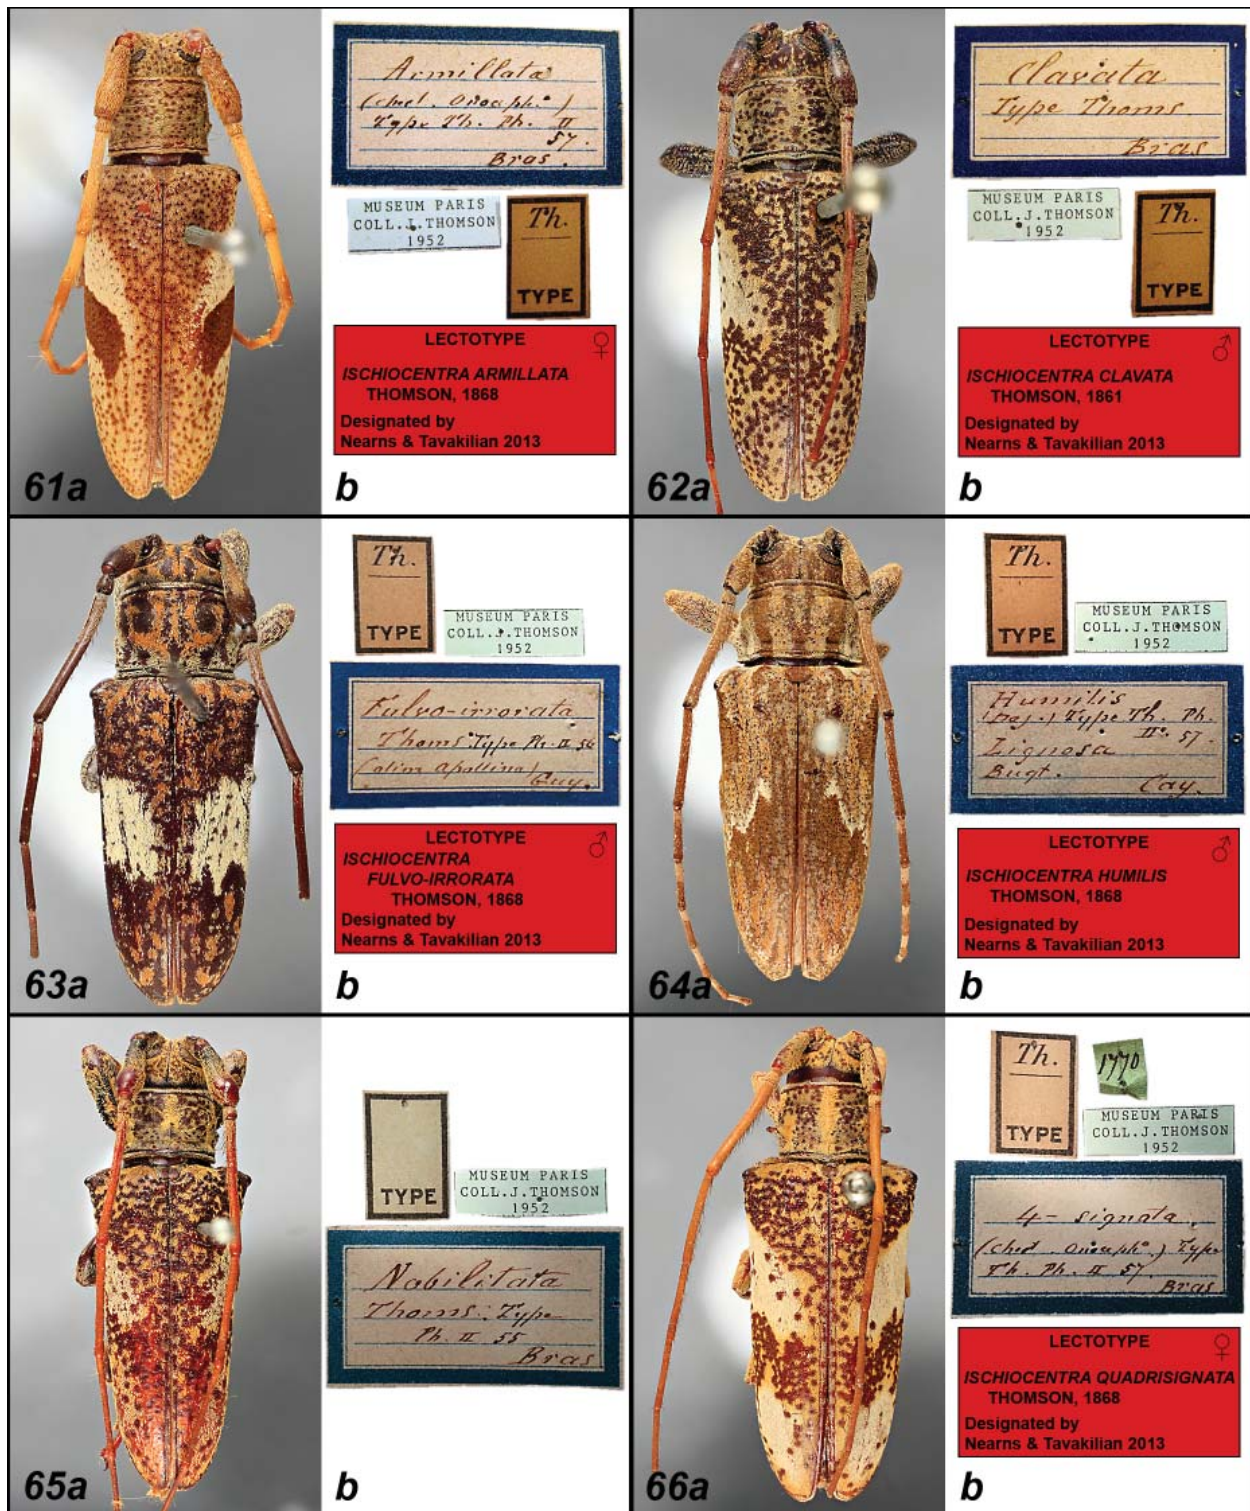 Armillata
(chevl. Oncoph.)
Type Th. Ph. II
57.
Bras.
MUSEUM PARIS
COLL. J. THOMSON
1952
Th.
TYPE
LECTOTYPE ♀
ISCHIOCENTRA ARMILLATA
THOMSON, 1868
Designated by
Nearns & Tavakilian 2013
61a
b
Clavata
Type Thoms
Bras
MUSEUM PARIS
COLL. J. THOMSON
1952
Th.
TYPE
LECTOTYPE ♂
ISCHIOCENTRA CLAVATA
THOMSON, 1861
Designated by
Nearns & Tavakilian 2013
62a
b
Th.
TYPE
MUSEUM PARIS
COLL. J. THOMSON
1952
Fulvo-irrorata
Thoms. Type Ph. II 56
(olim Apollina)
Guy.
LECTOTYPE ♂
ISCHIOCENTRA
FULVO-IRRORATA
THOMSON, 1868
Designated by
Nearns & Tavakilian 2013
63a
b
Th.
TYPE
MUSEUM PARIS
COLL. J. THOMSON
1952
Humilis
(Dej.) Type Th. Ph.
II. 57.
Lignosa
Buqt.
Cay.
LECTOTYPE ♂
ISCHIOCENTRA HUMILIS
THOMSON, 1868
Designated by
Nearns & Tavakilian 2013
64a
b
TYPE
MUSEUM PARIS
COLL. J. THOMSON
1952
Nobilitata
Thoms. Type
Ph. II 55
Bras
65a
b
Th.
TYPE
1770
MUSEUM PARIS
COLL. J. THOMSON
1952
4-signata.
Type
Th. Ph. II 57.
Bras
LECTOTYPE ♀
ISCHIOCENTRA QUADRISIGNATA
THOMSON, 1868
Designated by
Nearns & Tavakilian 2013
66a
b